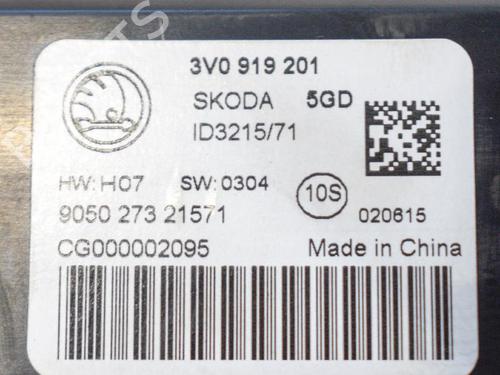 3V0 919 201
SKODA 5GD
ID3215/71
HW: H07 SW: 0304 10S
9050 273 21571 020615
CG000002095 Made in China